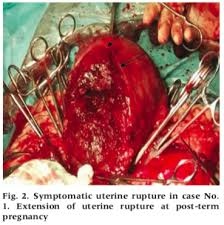 Fig. 2. Symptomatic uterine rupture in case No.
1. Extension of uterine rupture at post-term
pregnancy